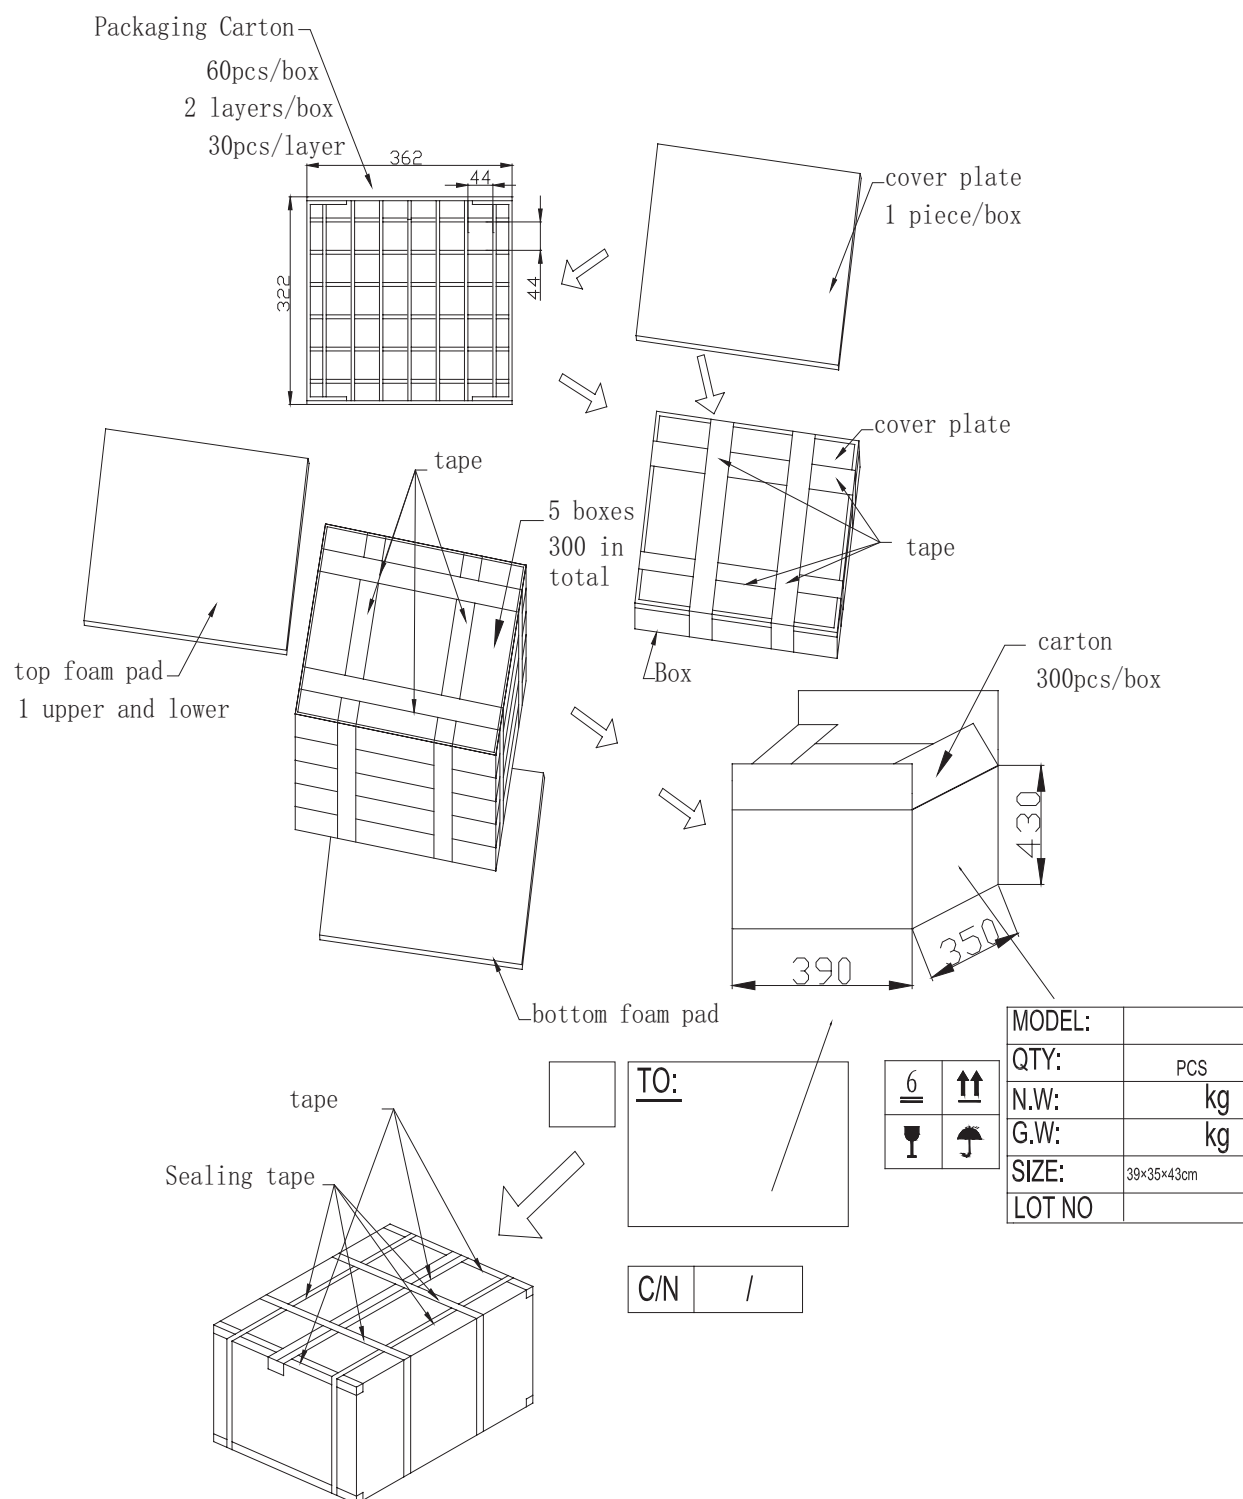 Packaging Carton
60pcs/box
2 layers/box
30pcs/layer
362
44
322
44
cover plate
1 piece/box
cover plate
tape
5 boxes
300 in
total
tape
top foam pad
1 upper and lower
Box
carton
300pcs/box
430
350
390
bottom foam pad
MODEL:
QTY: PCS
N.W: kg
G.W: kg
SIZE: 39×35×43cm
LOT NO
TO:
6
tape
Sealing tape
C/N /